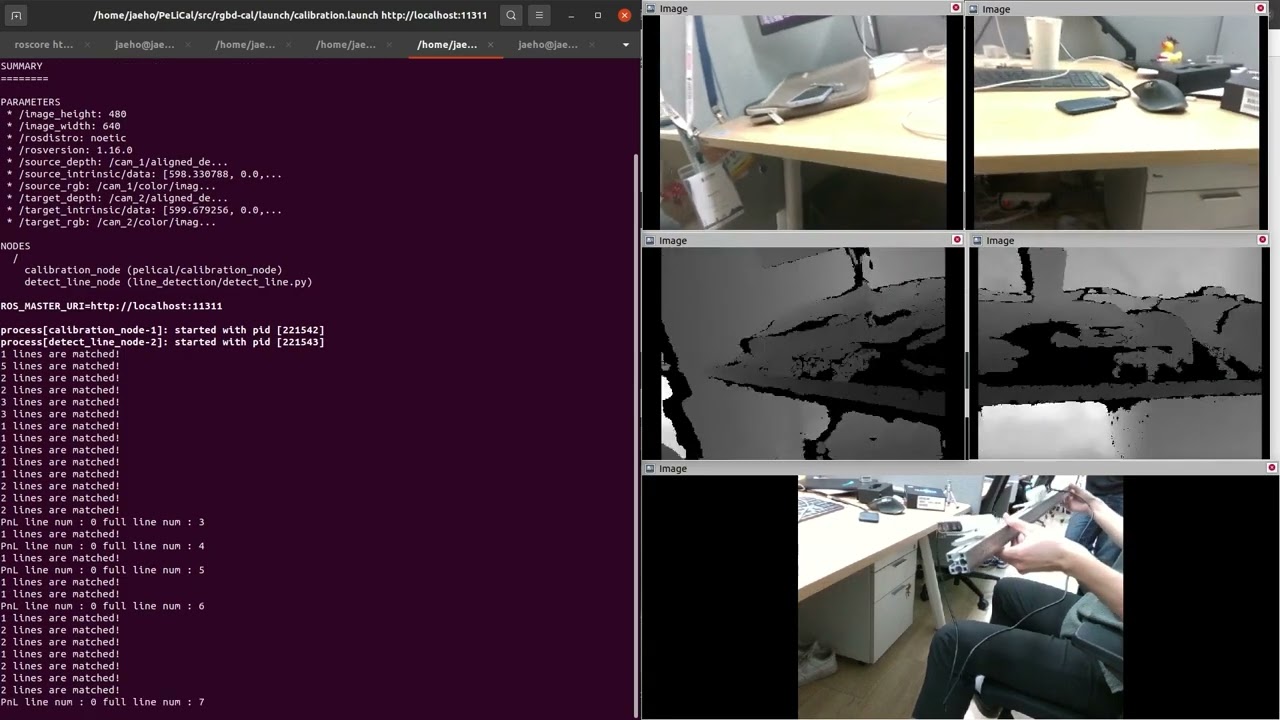 /home/jaeho/PeLiCal/src/rgbd-cal/launch/calibration.launch http://localhost:11311
roscore ht...
jaeho@jae...
/home/jae...
/home/jae...
/home/jae...
jaeho@jae...
SUMMARY
========
PARAMETERS
* /image_height: 480
* /image_width: 640
* /rosdistro: noetic
* /rosversion: 1.16.0
* /source_depth: /cam_1/aligned_de...
* /source_intrinsic/data: [598.330788, 0.0,...
* /source_rgb: /cam_1/color/imag...
* /target_depth: /cam_2/aligned_de...
* /target_intrinsic/data: [599.679256, 0.0,...
* /target_rgb: /cam_2/color/imag...
NODES
/
calibration_node (pelical/calibration_node)
detect_line_node (line_detection/detect_line.py)
ROS_MASTER_URI=http://localhost:11311
process[calibration_node-1]: started with pid [221542]
process[detect_line_node-2]: started with pid [221543]
1 lines are matched!
5 lines are matched!
2 lines are matched!
2 lines are matched!
3 lines are matched!
3 lines are matched!
1 lines are matched!
1 lines are matched!
2 lines are matched!
1 lines are matched!
1 lines are matched!
2 lines are matched!
2 lines are matched!
2 lines are matched!
PnL line num : 0 full line num : 3
1 lines are matched!
PnL line num : 0 full line num : 4
1 lines are matched!
PnL line num : 0 full line num : 5
1 lines are matched!
1 lines are matched!
PnL line num : 0 full line num : 6
1 lines are matched!
2 lines are matched!
2 lines are matched!
1 lines are matched!
2 lines are matched!
2 lines are matched!
2 lines are matched!
PnL line num : 0 full line num : 7
Image
Image
Image
Image
Image